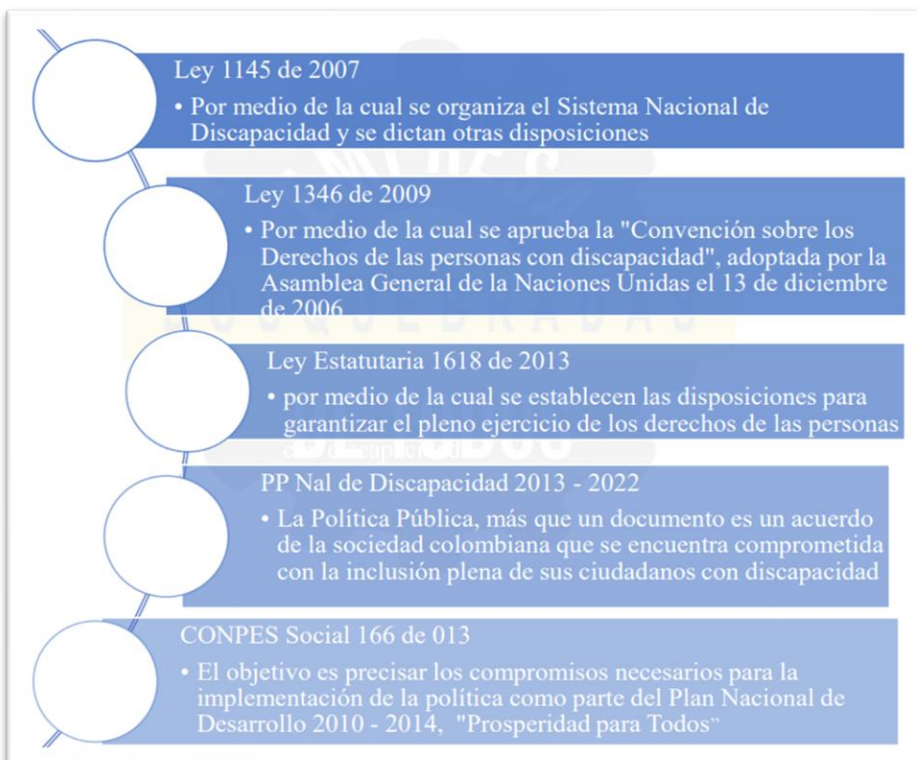 Ley 1145 de 2007
• Por medio de la cual se organiza el Sistema Nacional de
Discapacidad y se dictan otras disposiciones
Ley 1346 de 2009
• Por medio de la cual se aprueba la "Convención sobre los
Derechos de las personas con discapacidad", adoptada por la
Asamblea General de la Naciones Unidas el 13 de diciembre
de 2006
Ley Estatutaria 1618 de 2013
• por medio de la cual se establecen las disposiciones para
garantizar el pleno ejercicio de los derechos de las personas
PP Nal de Discapacidad 2013 - 2022
• La Política Pública, más que un documento es un acuerdo
de la sociedad colombiana que se encuentra comprometida
con la inclusión plena de sus ciudadanos con discapacidad
CONPES Social 166 de 013
• El objetivo es precisar los compromisos necesarios para la
implementación de la política como parte del Plan Nacional de
Desarrollo 2010 - 2014, "Prosperidad para Todos”